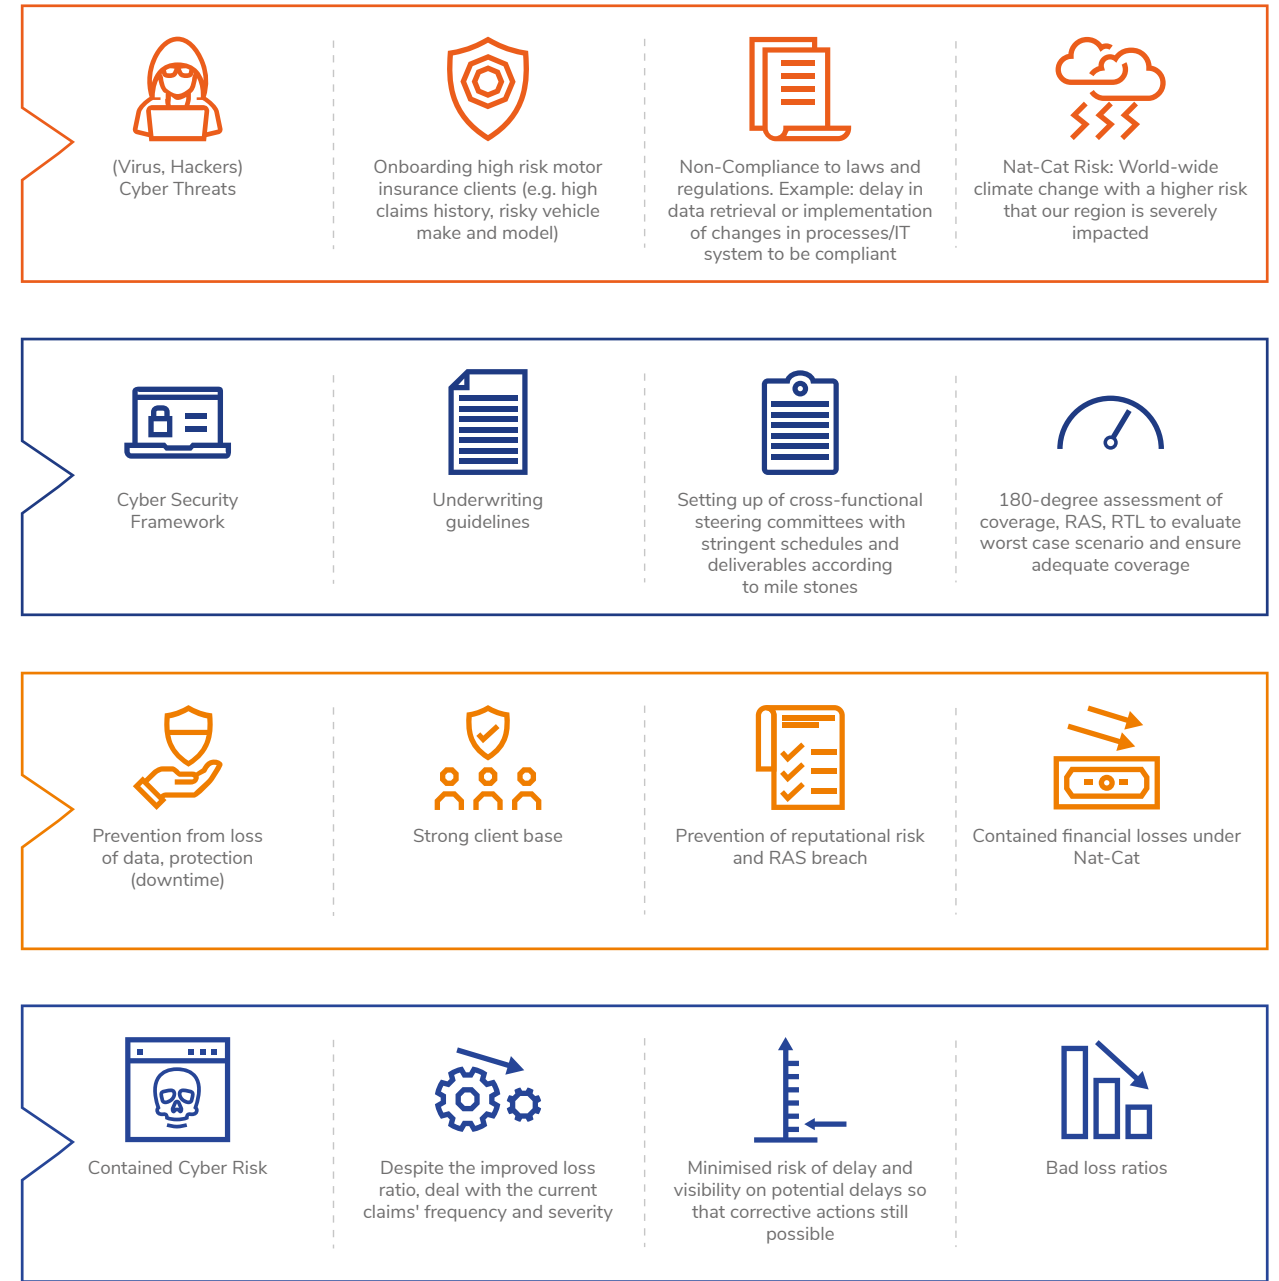 (Virus, Hackers)
Cyber Threats
Onboarding high risk motor
insurance clients (e.g. high
claims history, risky vehicle
make and model)
Non-Compliance to laws and
regulations. Example: delay in
data retrieval or implementation
of changes in processes/IT
system to be compliant
Nat-Cat Risk: World-wide
climate change with a higher risk
that our region is severely
impacted
Cyber Security
Framework
Underwriting
guidelines
Setting up of cross-functional
steering committees with
stringent schedules and
deliverables according
to mile stones
180-degree assessment of
coverage, RAS, RTL to evaluate
worst case scenario and ensure
adequate coverage
Prevention from loss
of data, protection
(downtime)
Strong client base
Prevention of reputational risk
and RAS breach
Contained financial losses under
Nat-Cat
Contained Cyber Risk
Despite the improved loss
ratio, deal with the current
claims' frequency and severity
Minimised risk of delay and
visibility on potential delays so
that corrective actions still
possible
Bad loss ratios